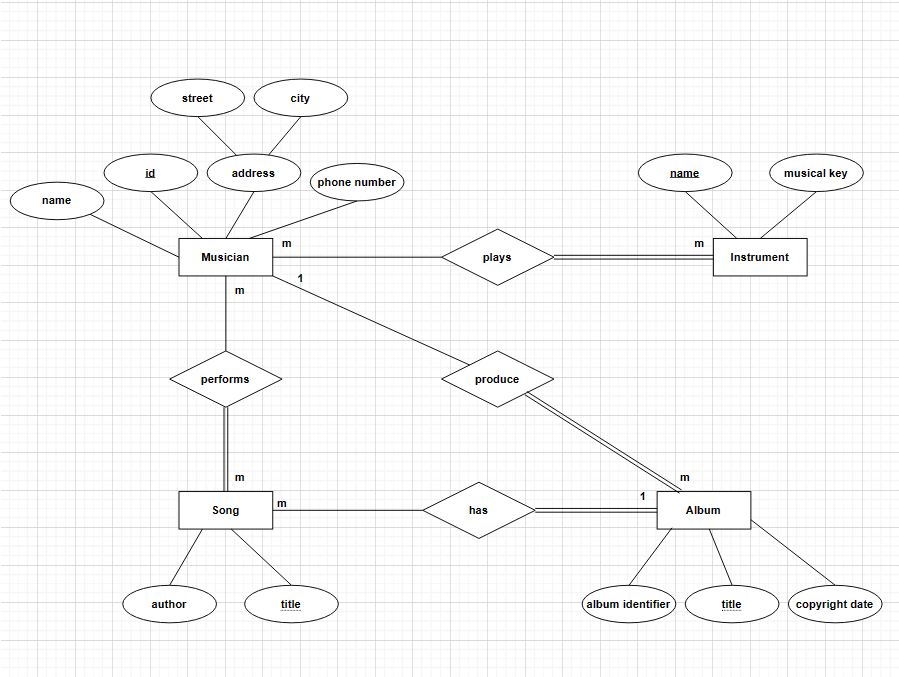 street
city
id
address
phone number
name
name
musical key
Musician
m
plays
m
Instrument
1
m
performs
produce
m
m
1
Song
m
has
Album
author
title
album identifier
title
copyright date